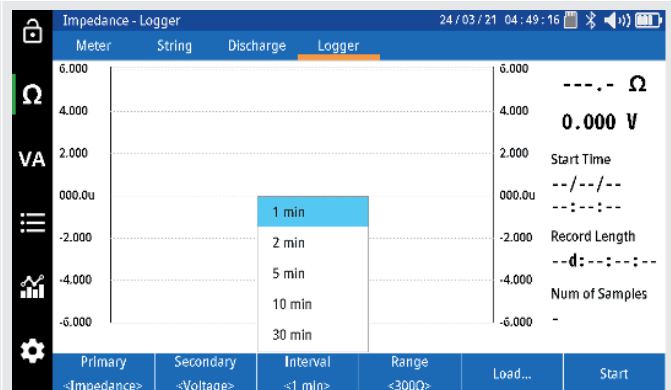 Impedance - Logger 24/03/21 04:49:16
Meter String Discharge Logger
Ω
VA
6.000
4.000
2.000
000.0u
-2.000
-4.000
-6.000
6.000
4.000
2.000
000.0u
-2.000
-4.000
-6.000
1 min
2 min
5 min
10 min
30 min
---.- Ω
0.000 V
Start Time
--/--/--
--:--:--
Record Length
--d:--:--:--
Num of Samples
-
Primary
<Impedance>
Secondary
<Voltage>
Interval
<1 min>
Range
<300Ω>
Load...
Start